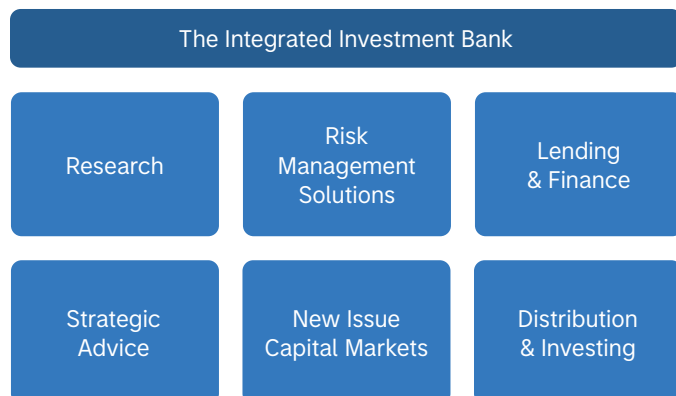 The Integrated Investment Bank
Research
Risk
Management
Solutions
Lending
& Finance
Strategic
Advice
New Issue
Capital Markets
Distribution
& Investing